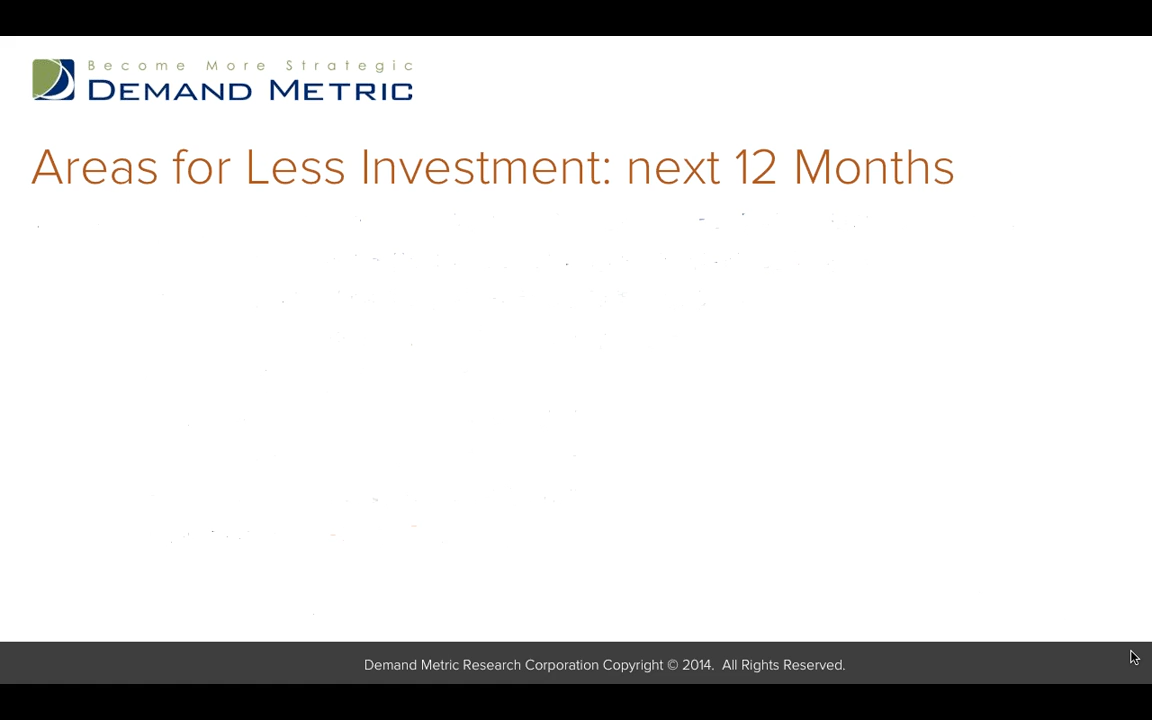 Become More Strategic
DEMAND METRIC
Areas for Less Investment: next 12 Months
Demand Metric Research Corporation Copyright © 2014. All Rights Reserved.